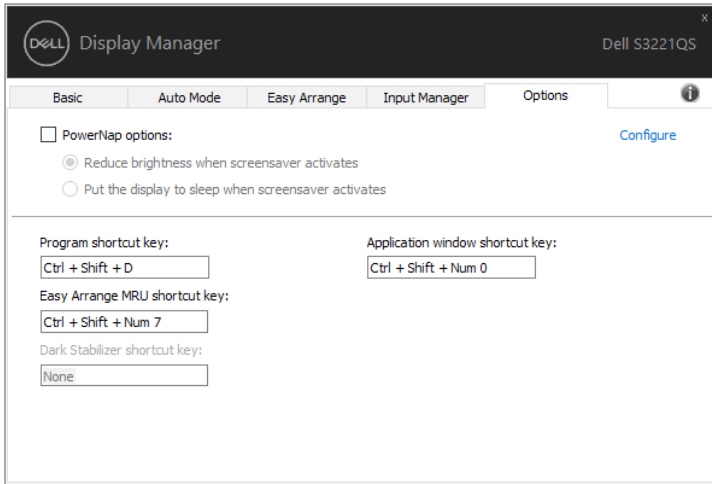 DELL Display Manager
x
Dell S3221QS
Basic Auto Mode Easy Arrange Input Manager Options i
PowerNap options: Configure
Reduce brightness when screensaver activates
Put the display to sleep when screensaver activates
Program shortcut key: Application window shortcut key:
Ctrl + Shift + D Ctrl + Shift + Num 0
Easy Arrange MRU shortcut key:
Ctrl + Shift + Num 7
Dark Stabilizer shortcut key:
None